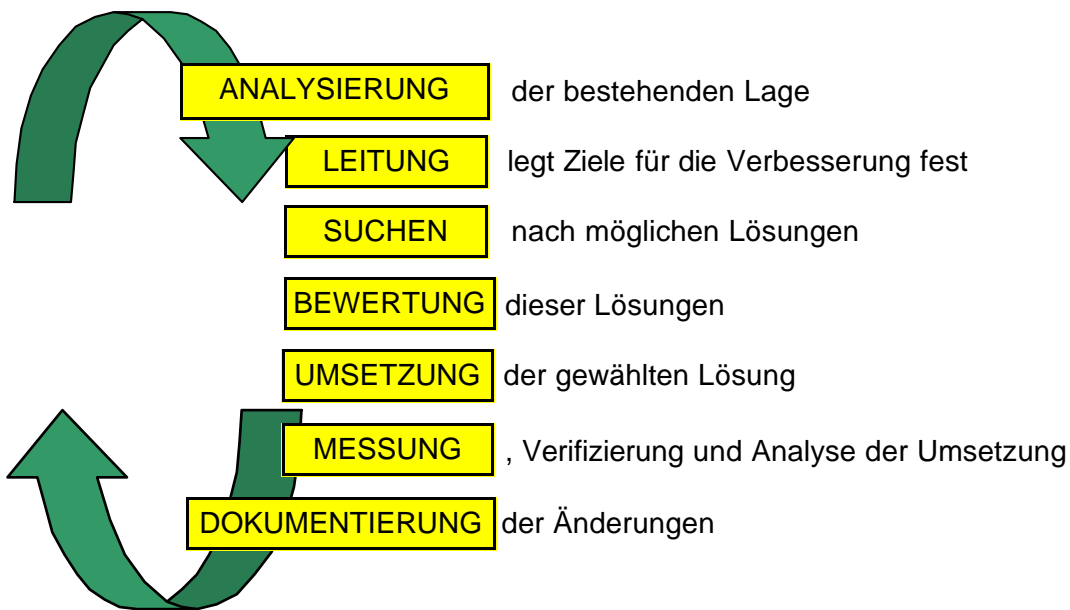 ANALYSIERUNG der bestehenden Lage
LEITUNG legt Ziele für die Verbesserung fest
SUCHEN nach möglichen Lösungen
BEWERTUNG dieser Lösungen
UMSETZUNG der gewählten Lösung
MESSUNG , Verifizierung und Analyse der Umsetzung
DOKUMENTIERUNG der Änderungen